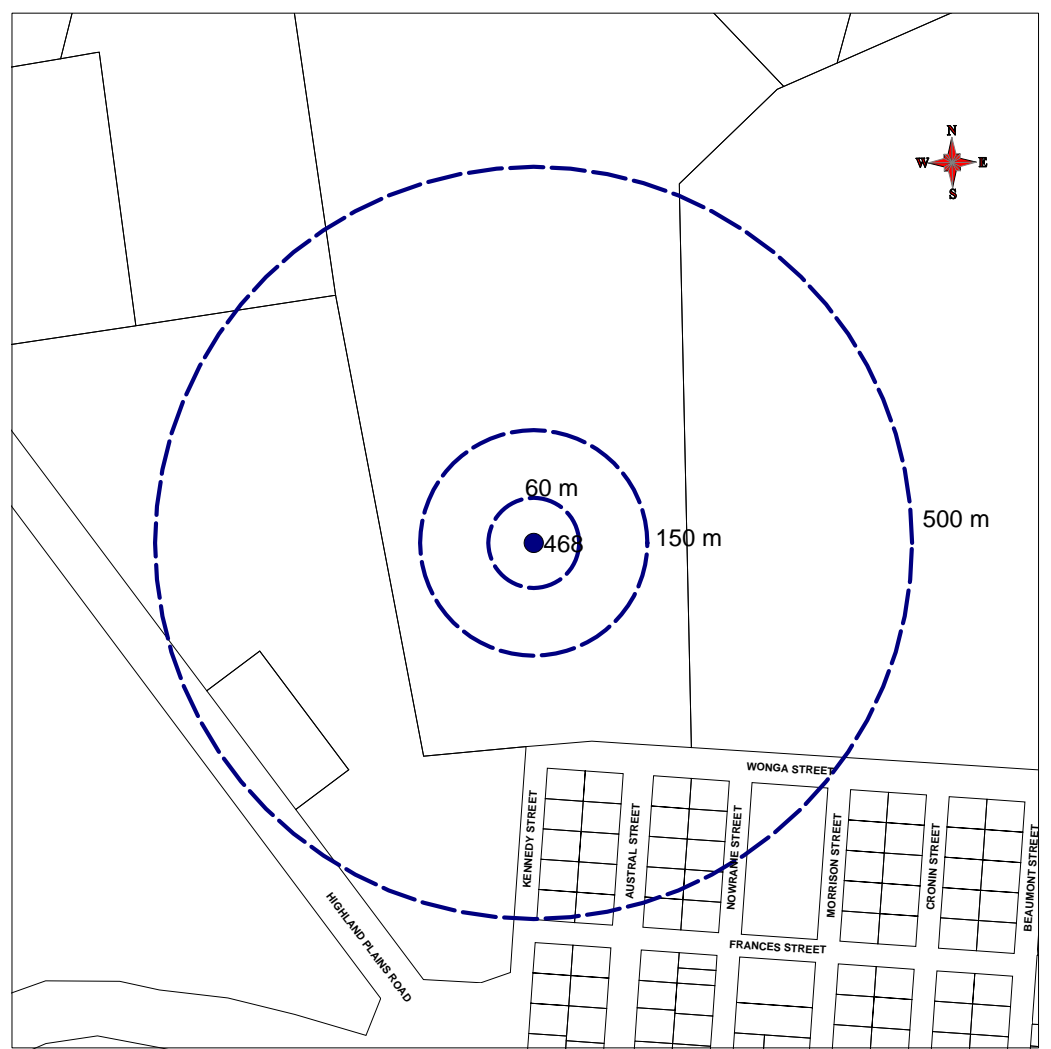 N
W E
S
60 m
468
150 m
500 m
WONGA STREET
KENNEDY STREET
AUSTRAL STREET
NOWRANIE STREET
MORRISON STREET
CRONIN STREET
BEAUMONT STREET
HIGHLAND PLAINS ROAD
FRANCES STREET